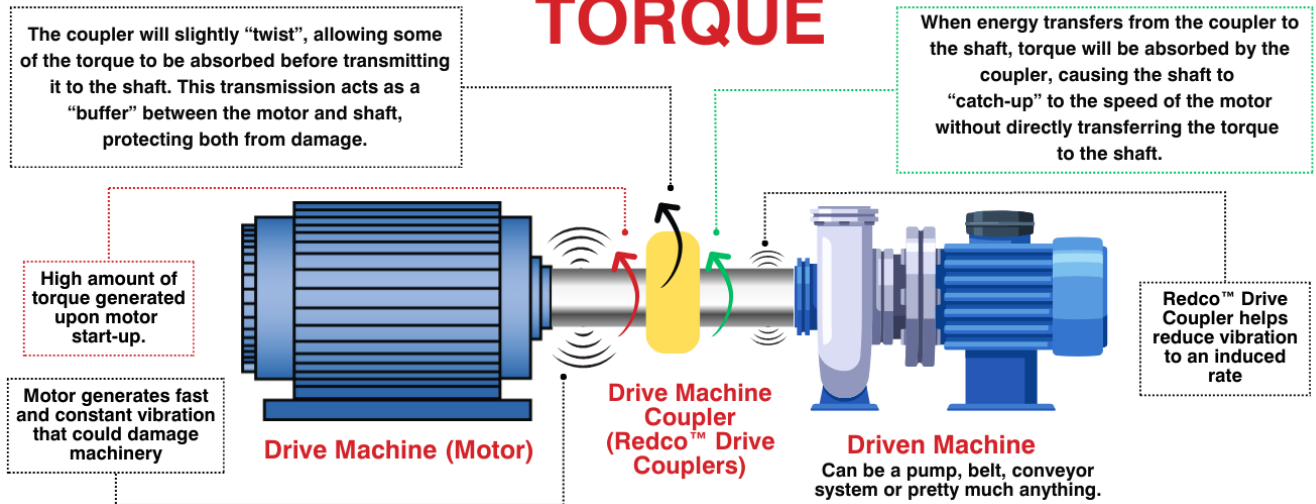 TORQUE
The coupler will slightly “twist”, allowing some
of the torque to be absorbed before transmitting
it to the shaft. This transmission acts as a
“buffer” between the motor and shaft,
protecting both from damage.
When energy transfers from the coupler to
the shaft, torque will be absorbed by the
coupler, causing the shaft to
“catch-up” to the speed of the motor
without directly transferring the torque
to the shaft.
High amount of
torque generated
upon motor
start-up.
Redco™ Drive
Coupler helps
reduce vibration
to an induced
rate
Motor generates fast
and constant vibration
that could damage
machinery
Drive Machine (Motor)
Drive Machine
Coupler
(Redco™ Drive
Couplers)
Driven Machine
Can be a pump, belt, conveyor
system or pretty much anything.